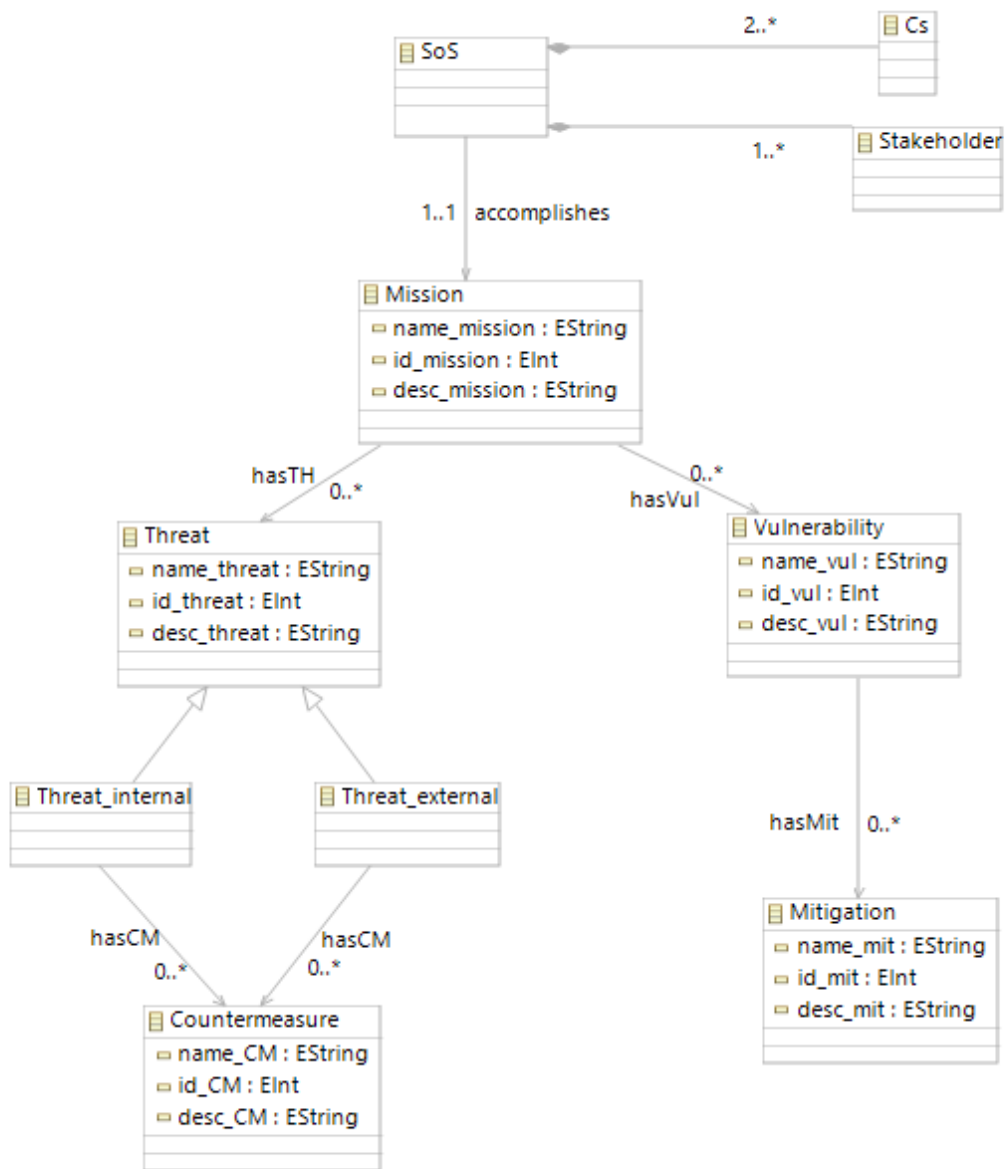 2..*
Cs
SoS
Stakeholder
1..*
1..1 accomplishes
Mission
name_mission : EString
id_mission : EInt
desc_mission : EString
hasTH
0..*
0..*
hasVul
Threat
name_threat : EString
id_threat : EInt
desc_threat : EString
Vulnerability
name_vul : EString
id_vul : EInt
desc_vul : EString
Threat_internal
Threat_external
hasMit 0..*
hasCM
0..*
hasCM
0..*
Mitigation
name_mit : EString
id_mit : EInt
desc_mit : EString
Countermeasure
name_CM : EString
id_CM : EInt
desc_CM : EString